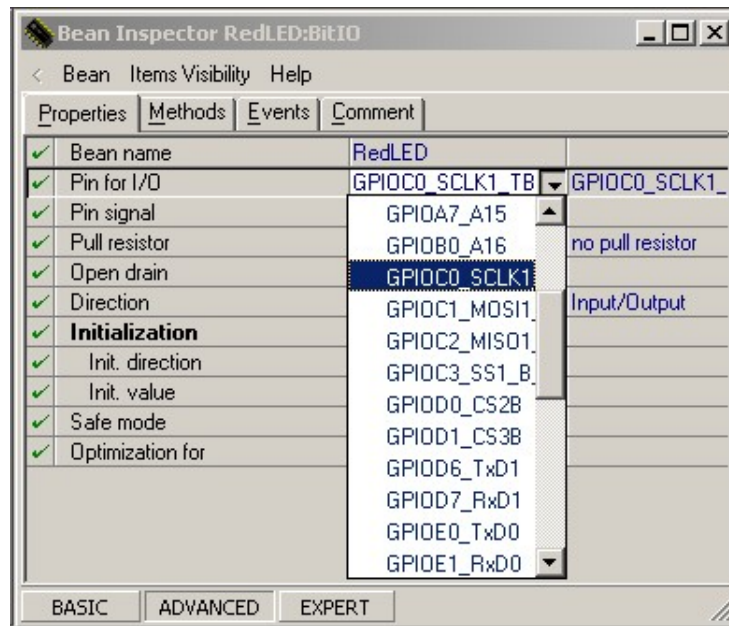 Bean Inspector RedLED:BitIO
< Bean Items Visibility Help
Properties Methods Events Comment
Bean name RedLED
Pin for I/O GPIOC0_SCLK1_TB GPIOC0_SCLK1_
Pin signal GPIOA7_A15
Pull resistor GPIOB0_A16 no pull resistor
Open drain GPIOC0_SCLK1
Direction GPIOC1_MOSI1_ Input/Output
Initialization GPIOC2_MISO1_
Init. direction GPIOC3_SS1_B_
Init. value GPIOD0_CS2B
Safe mode GPIOD1_CS3B
Optimization for GPIOD6_TxD1
GPIOD7_RxD1
GPIOE0_TxD0
GPIOE1_RxD0
BASIC ADVANCED EXPERT